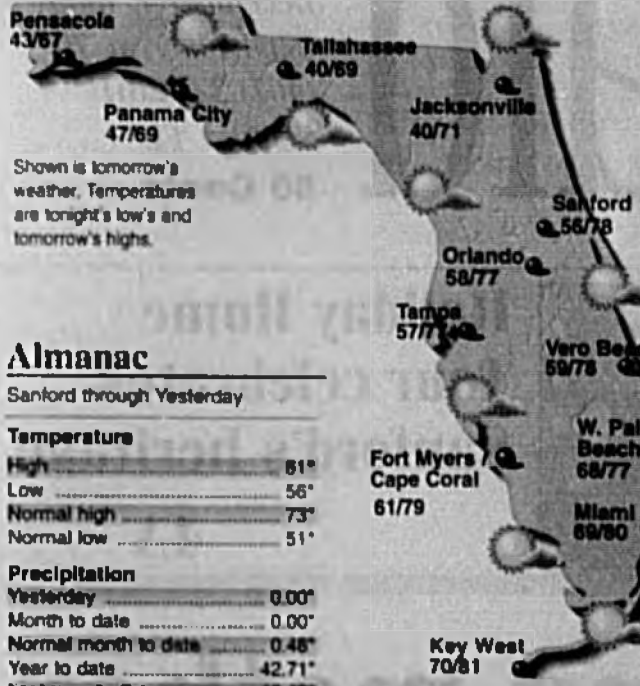 Pensacola
43/67
Tallahassee
40/69
Panama City
47/69
Jacksonville
40/71
Shown is tomorrow's
weather. Temperatures
are tonight's low's and
tomorrow's highs.
Sanford
56/78
Orlando
58/77
Tampa
Vero
59/78
W. Pal
Beach
68/77
Fort Myers /
Cape Coral
61/79
Miami
69/80
Key West
70/81
Almanac
Sanford through Yesterday
Temperature
High 81°
Low 56°
Normal high 73°
Normal low 51°
Precipitation
Yesterday 0.00"
Month to date 0.00"
Normal month to date 0.48"
Year to date 42.71"